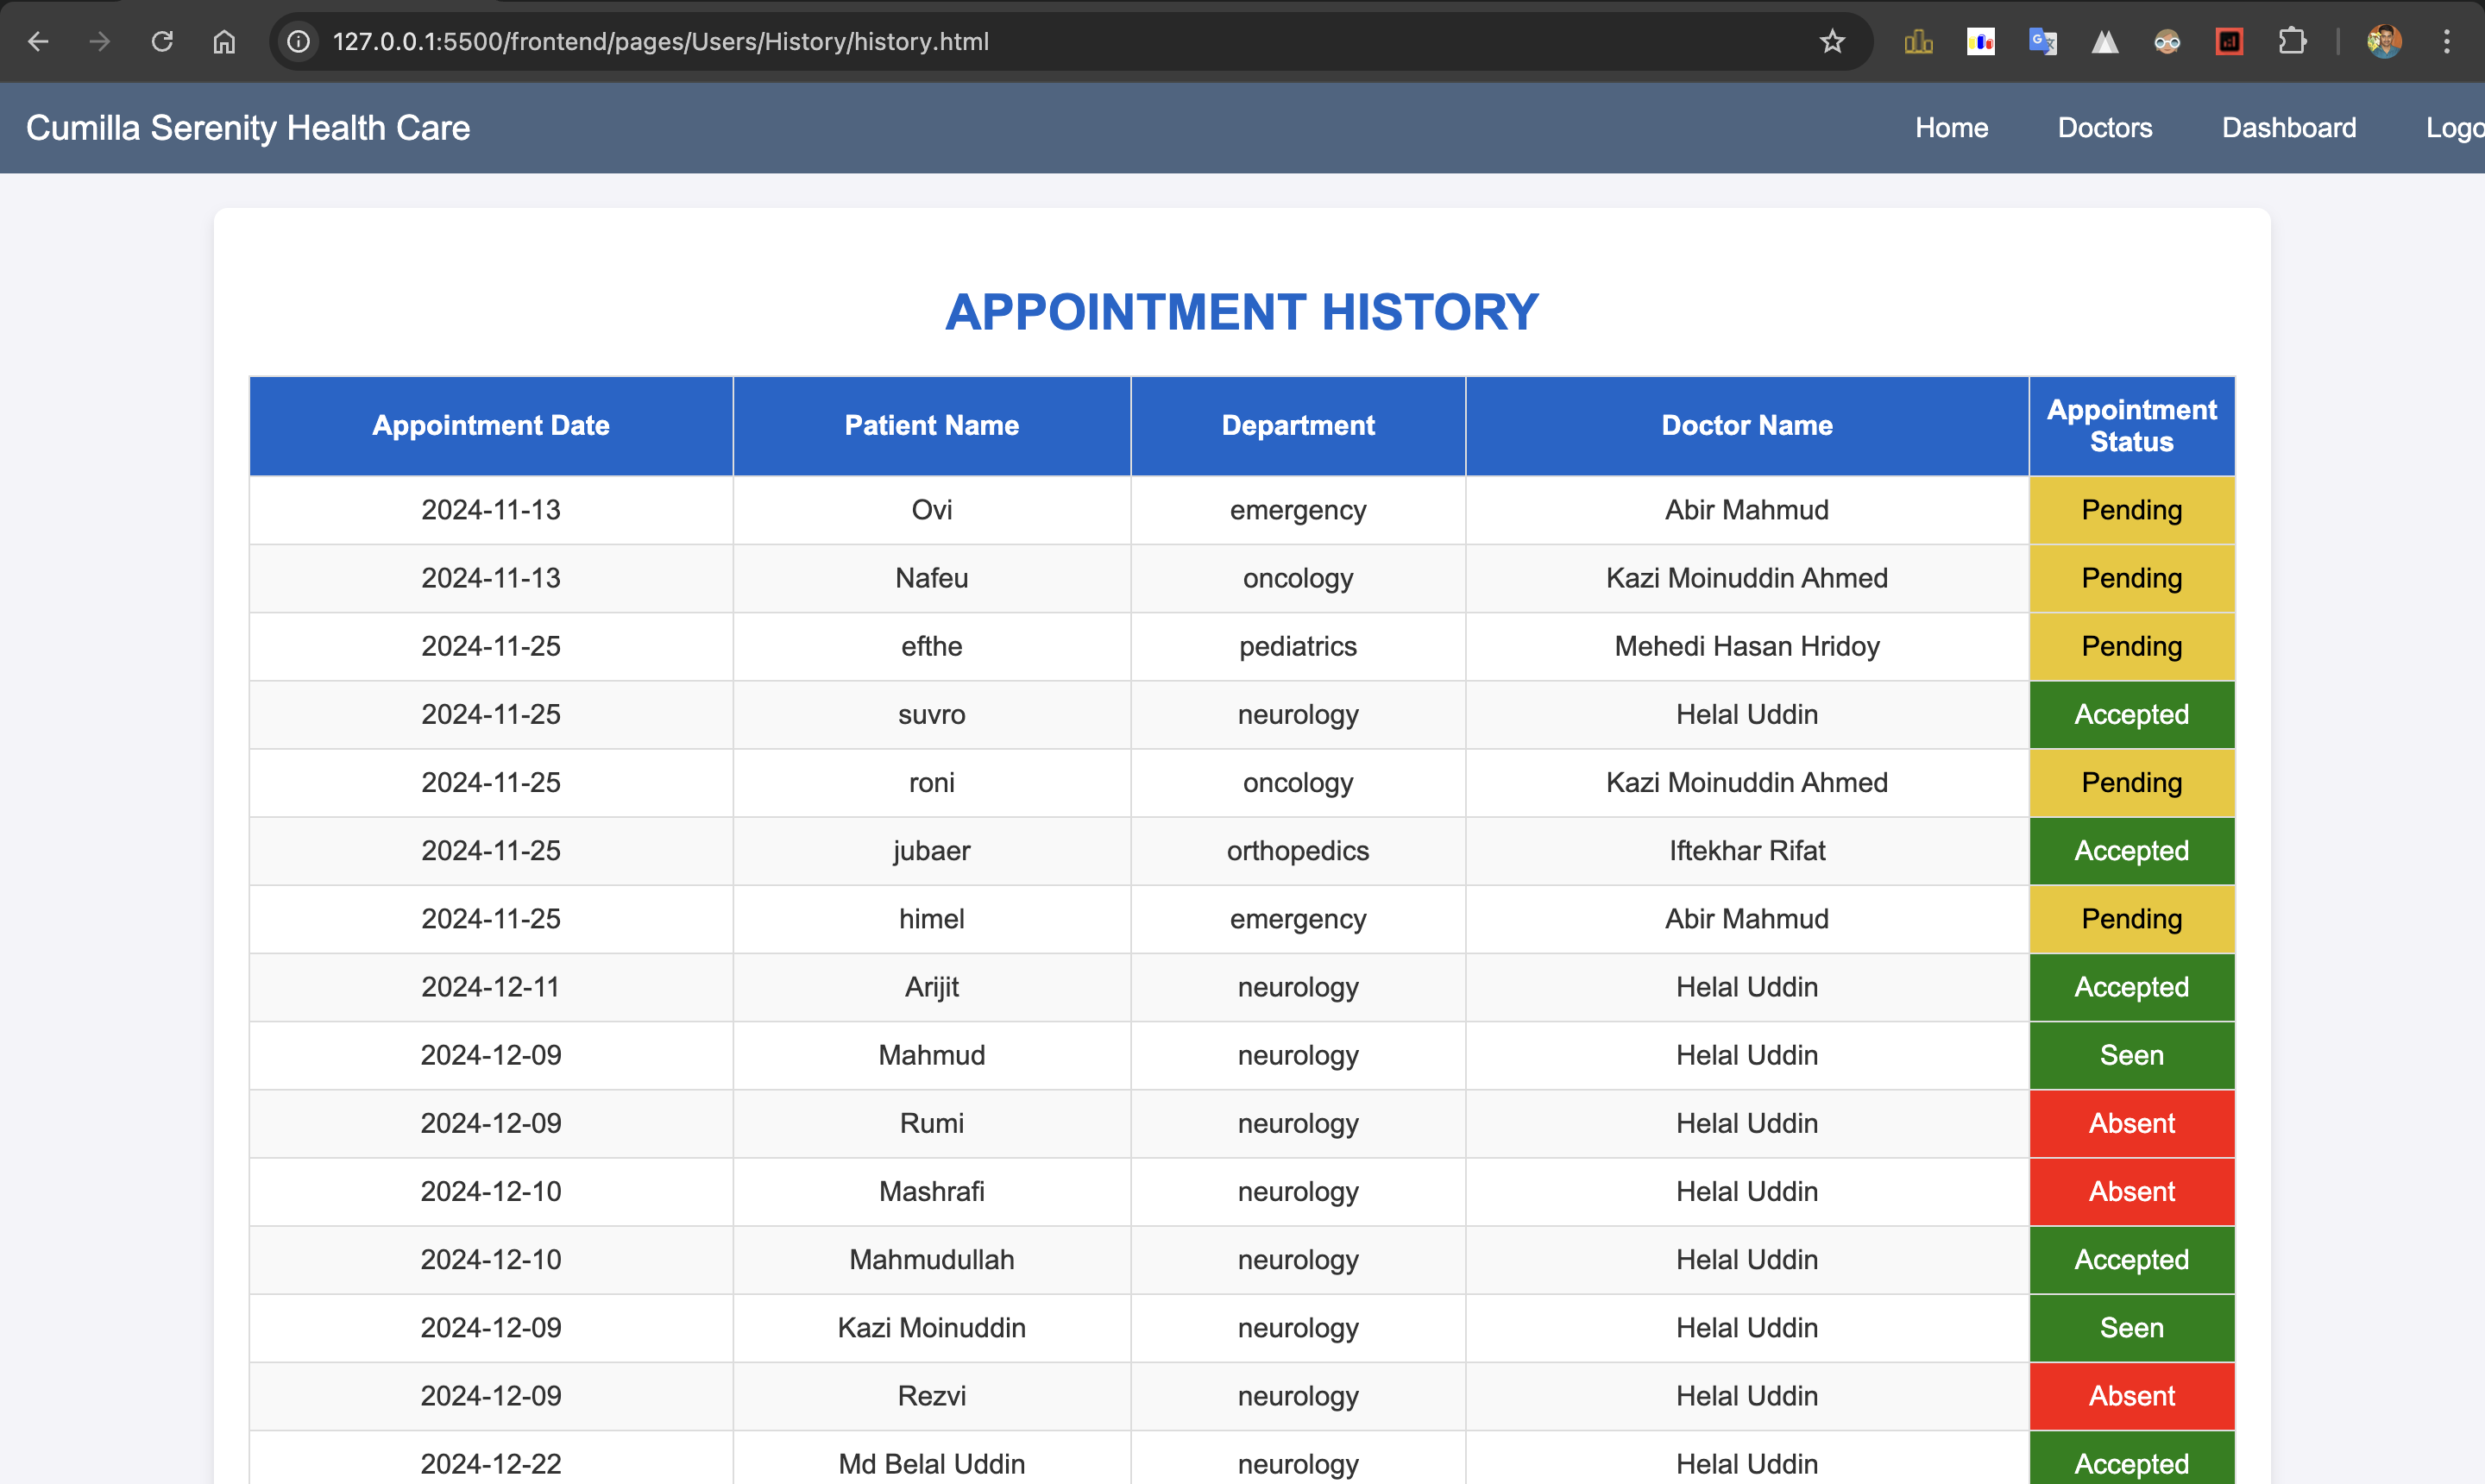 127.0.0.1:5500/frontend/pages/Users/History/history.html
Cumilla Serenity Health Care Home Doctors Dashboard Logo
APPOINTMENT HISTORY
Appointment Date Patient Name Department Doctor Name Appointment Status
2024-11-13 Ovi emergency Abir Mahmud Pending
2024-11-13 Nafeu oncology Kazi Moinuddin Ahmed Pending
2024-11-25 efthe pediatrics Mehedi Hasan Hridoy Pending
2024-11-25 suvro neurology Helal Uddin Accepted
2024-11-25 roni oncology Kazi Moinuddin Ahmed Pending
2024-11-25 jubaer orthopedics Iftekhar Rifat Accepted
2024-11-25 himel emergency Abir Mahmud Pending
2024-12-11 Arijit neurology Helal Uddin Accepted
2024-12-09 Mahmud neurology Helal Uddin Seen
2024-12-09 Rumi neurology Helal Uddin Absent
2024-12-10 Mashrafi neurology Helal Uddin Absent
2024-12-10 Mahmudullah neurology Helal Uddin Accepted
2024-12-09 Kazi Moinuddin neurology Helal Uddin Seen
2024-12-09 Rezvi neurology Helal Uddin Absent
2024-12-22 Md Belal Uddin neurology Helal Uddin Accepted